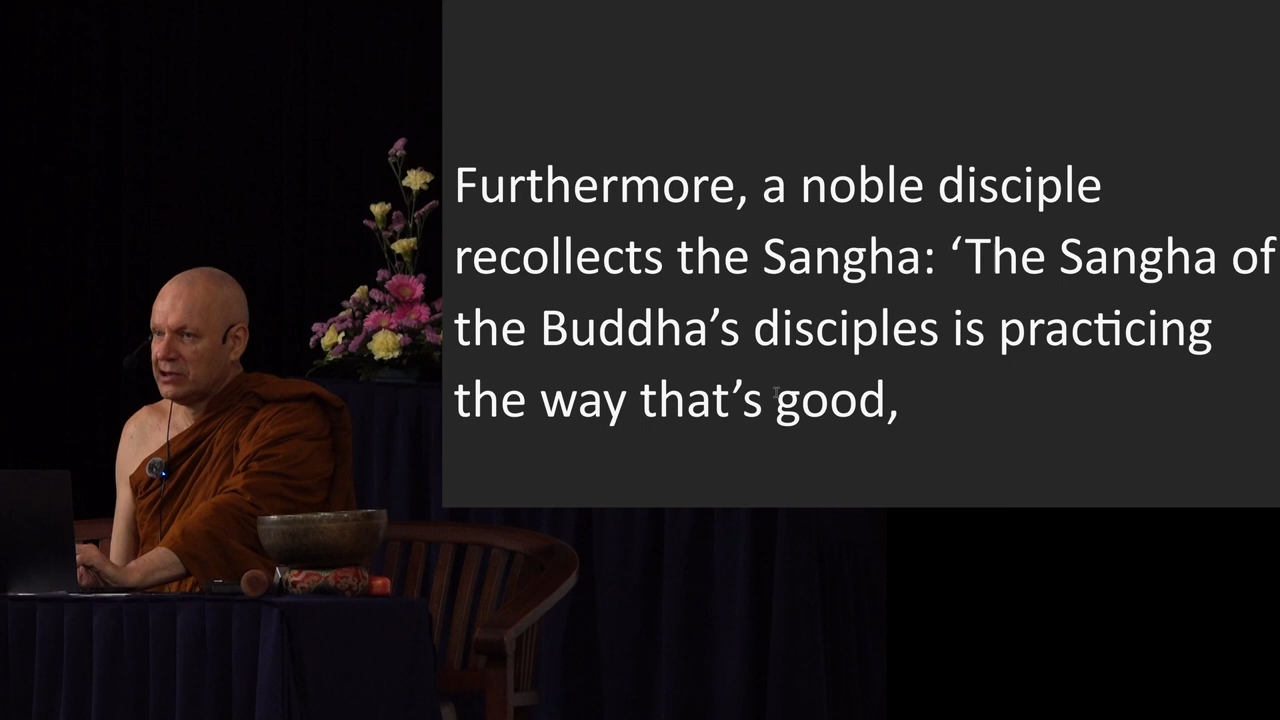 Furthermore, a noble disciple
recollects the Sangha: ‘The Sangha of
the Buddha’s disciples is practicing
the way that’s good,